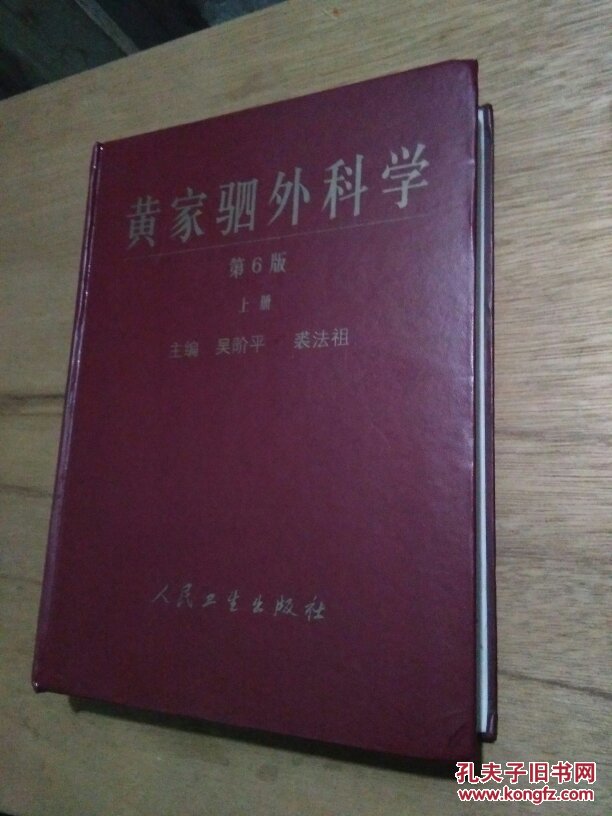 黄家驷外科学
第6版
上册
主编 吴阶平 裘法祖
人民卫生出版社
孔夫子旧书网
www.kongfz.com